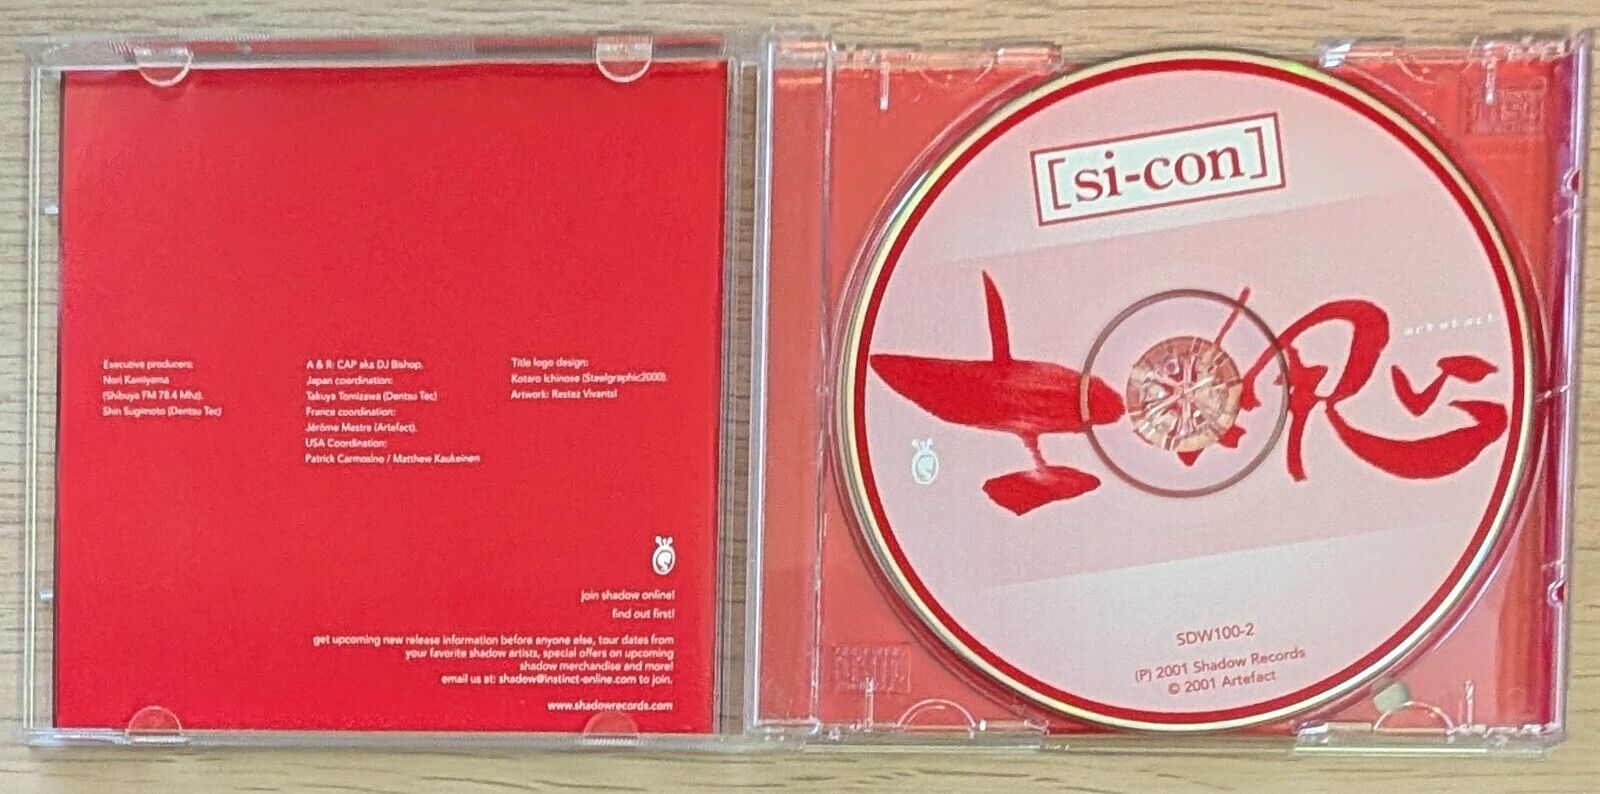 Executive producers:
Nori Kamiyama
(Shibuya FM 78.4 Mhz).
Shin Sugimoto (Dentsu Tec)
A & R: CAP aka DJ Bishop.
Japan coordination:
Takuya Tomizawa (Dentsu Tec)
France coordination:
Jérôme Mestre (Artefact).
USA Coordination:
Patrick Carmosino / Matthew Kaukeinen
Title logo design:
Kotaro Ichinose (Steelgraphic2000).
Artwork: Restez Vivants!
join shadow online!
find out first!
get upcoming new release information before anyone else, tour dates from
your favorite shadow artists, special offers on upcoming
shadow merchandise and more!
email us at: shadow@instinct-online.com to join.
www.shadowrecords.com
[si-con]
artefact
SDW100-2
(P) 2001 Shadow Records
© 2001 Artefact